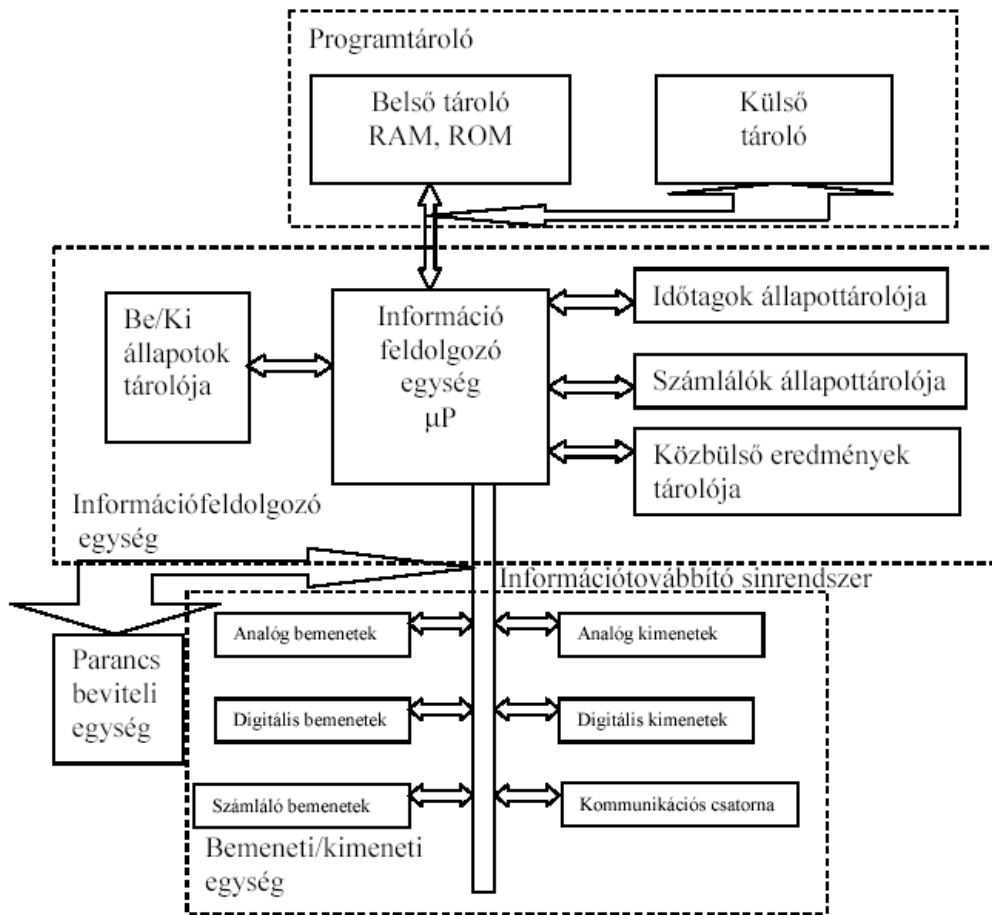 Programtároló
Belső tároló
RAM, ROM
Külső
tároló
Be/Ki
állapotok
tárolója
Információ
feldolgozó
egység
µP
Időtagok állapottárolója
Számlálók állapottárolója
Közbülső eredmények
tárolója
Információfeldolgozó
egység
Információtovábbító sinrendszer
Parancs
beviteli
egység
Analóg bemenetek
Analóg kimenetek
Digitális bemenetek
Digitális kimenetek
Számláló bemenetek
Kommunikációs csatorna
Bemeneti/kimeneti
egység